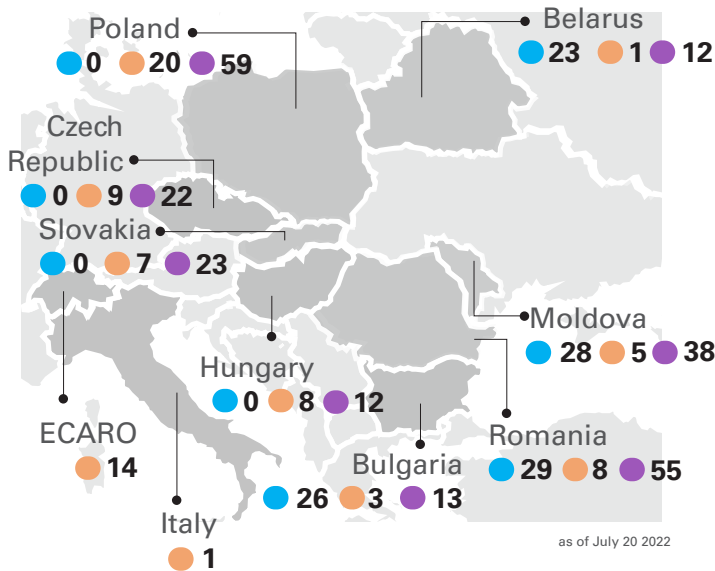 Poland
0 20 59
Belarus
23 1 12
Czech
Republic
0 9 22
Slovakia
0 7 23
Moldova
28 5 38
Hungary
0 8 12
ECARO
14
Romania
29 8 55
Bulgaria
26 3 13
Italy
1
as of July 20 2022